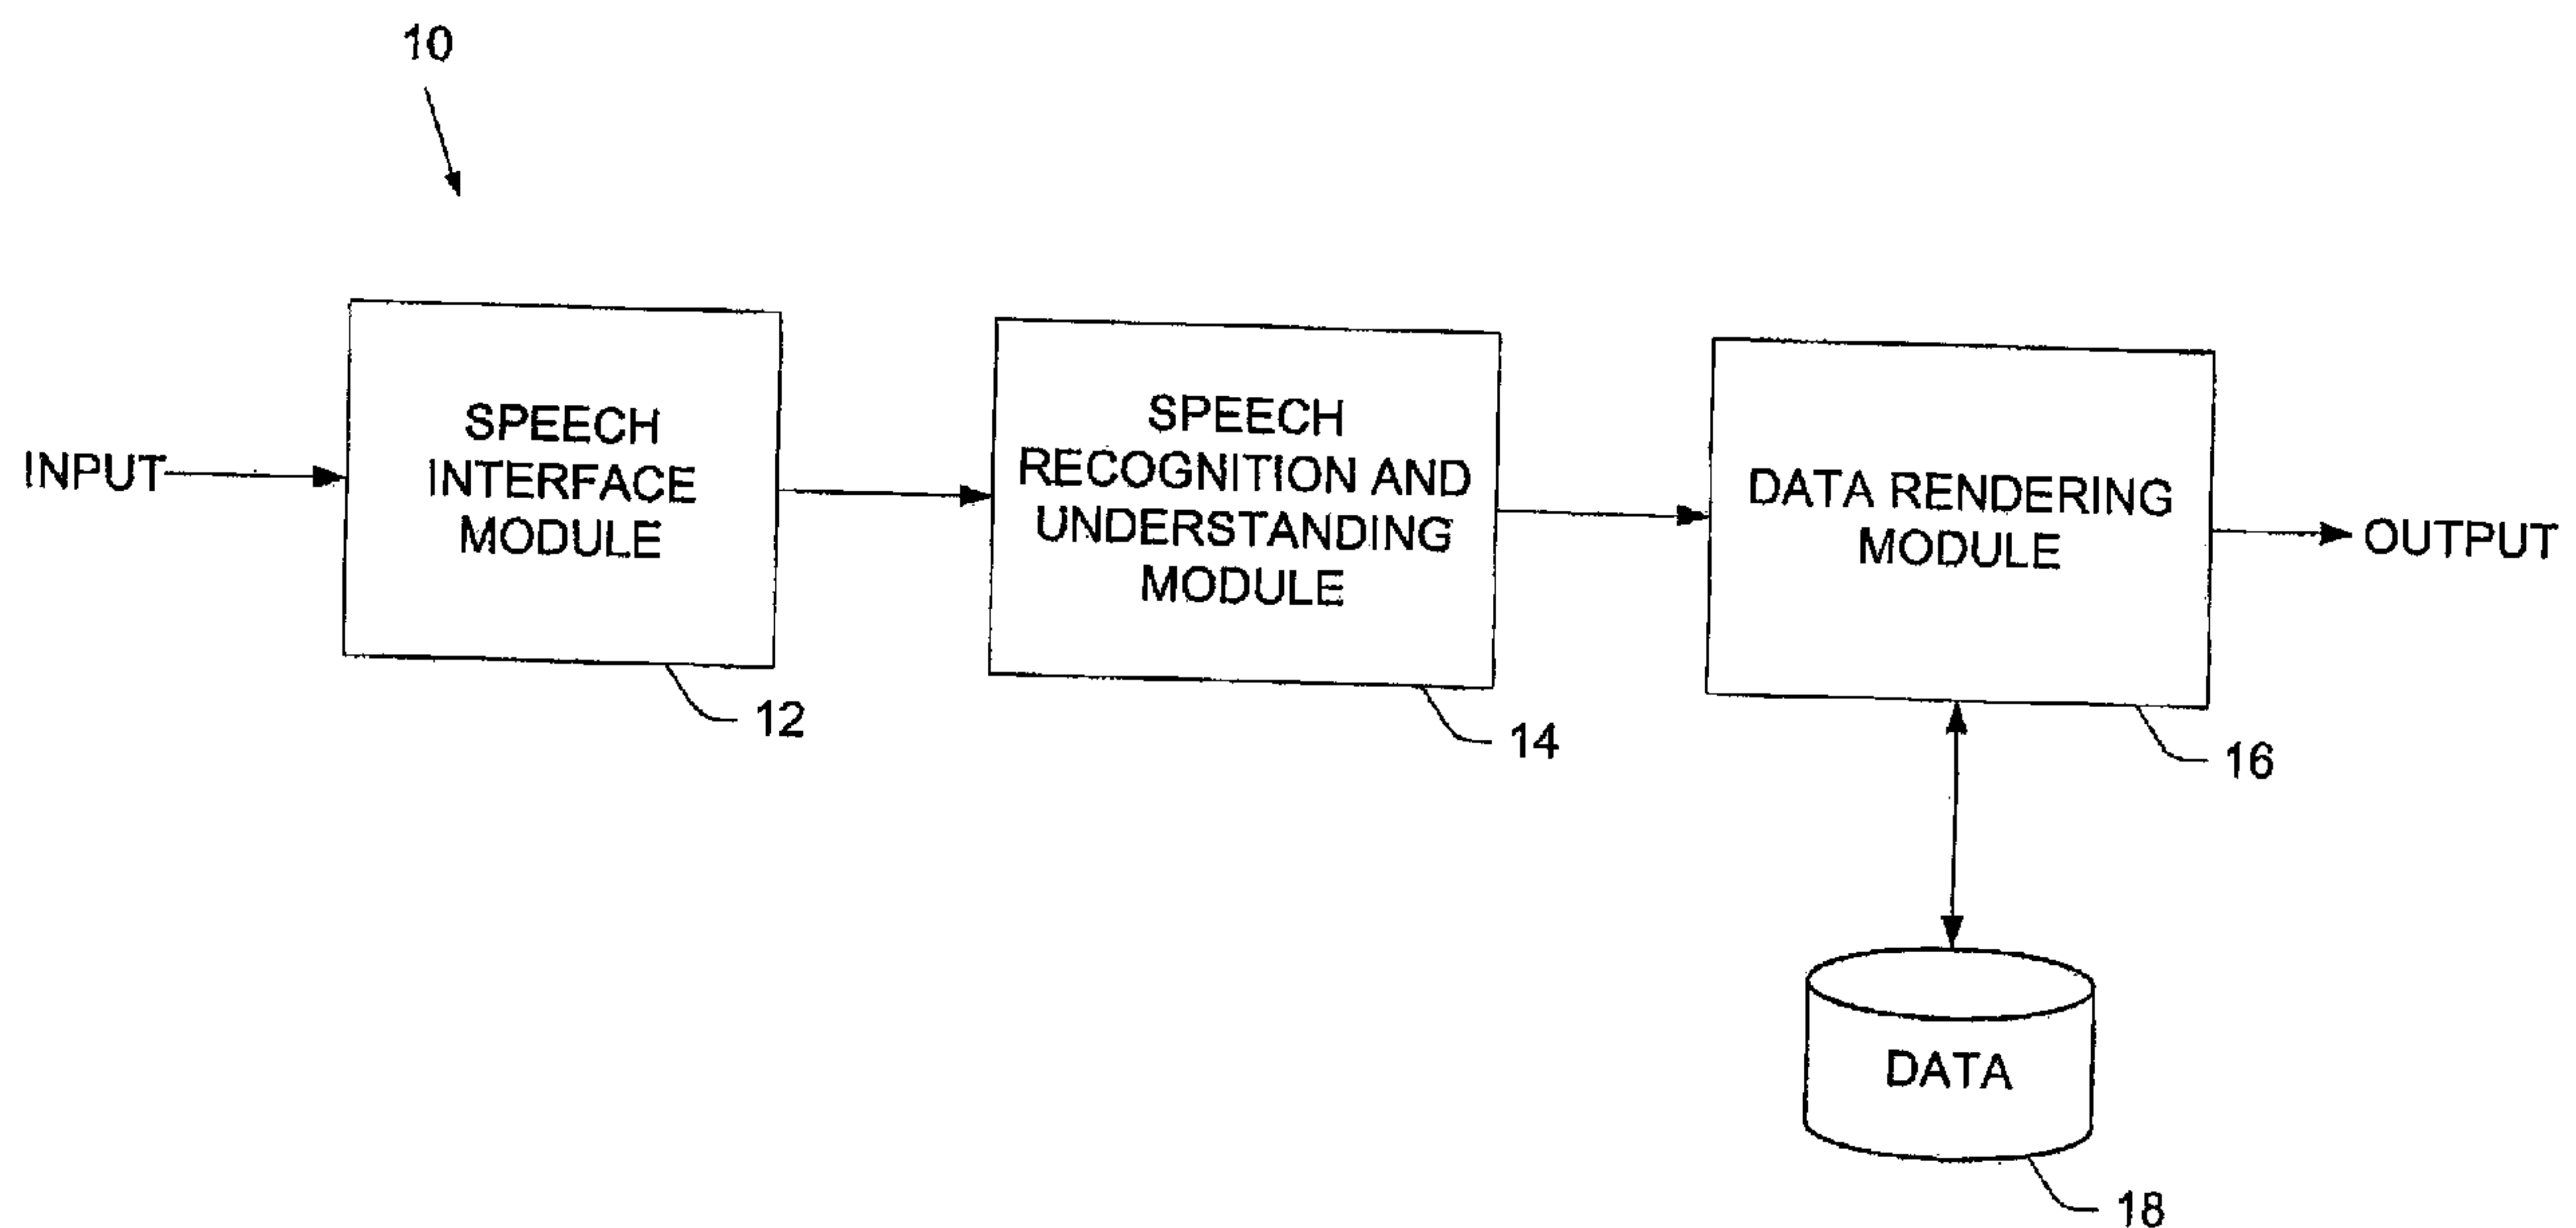 10
INPUT
SPEECH
INTERFACE
MODULE
12
SPEECH
RECOGNITION AND
UNDERSTANDING
MODULE
14
DATA RENDERING
MODULE
16
OUTPUT
DATA
18